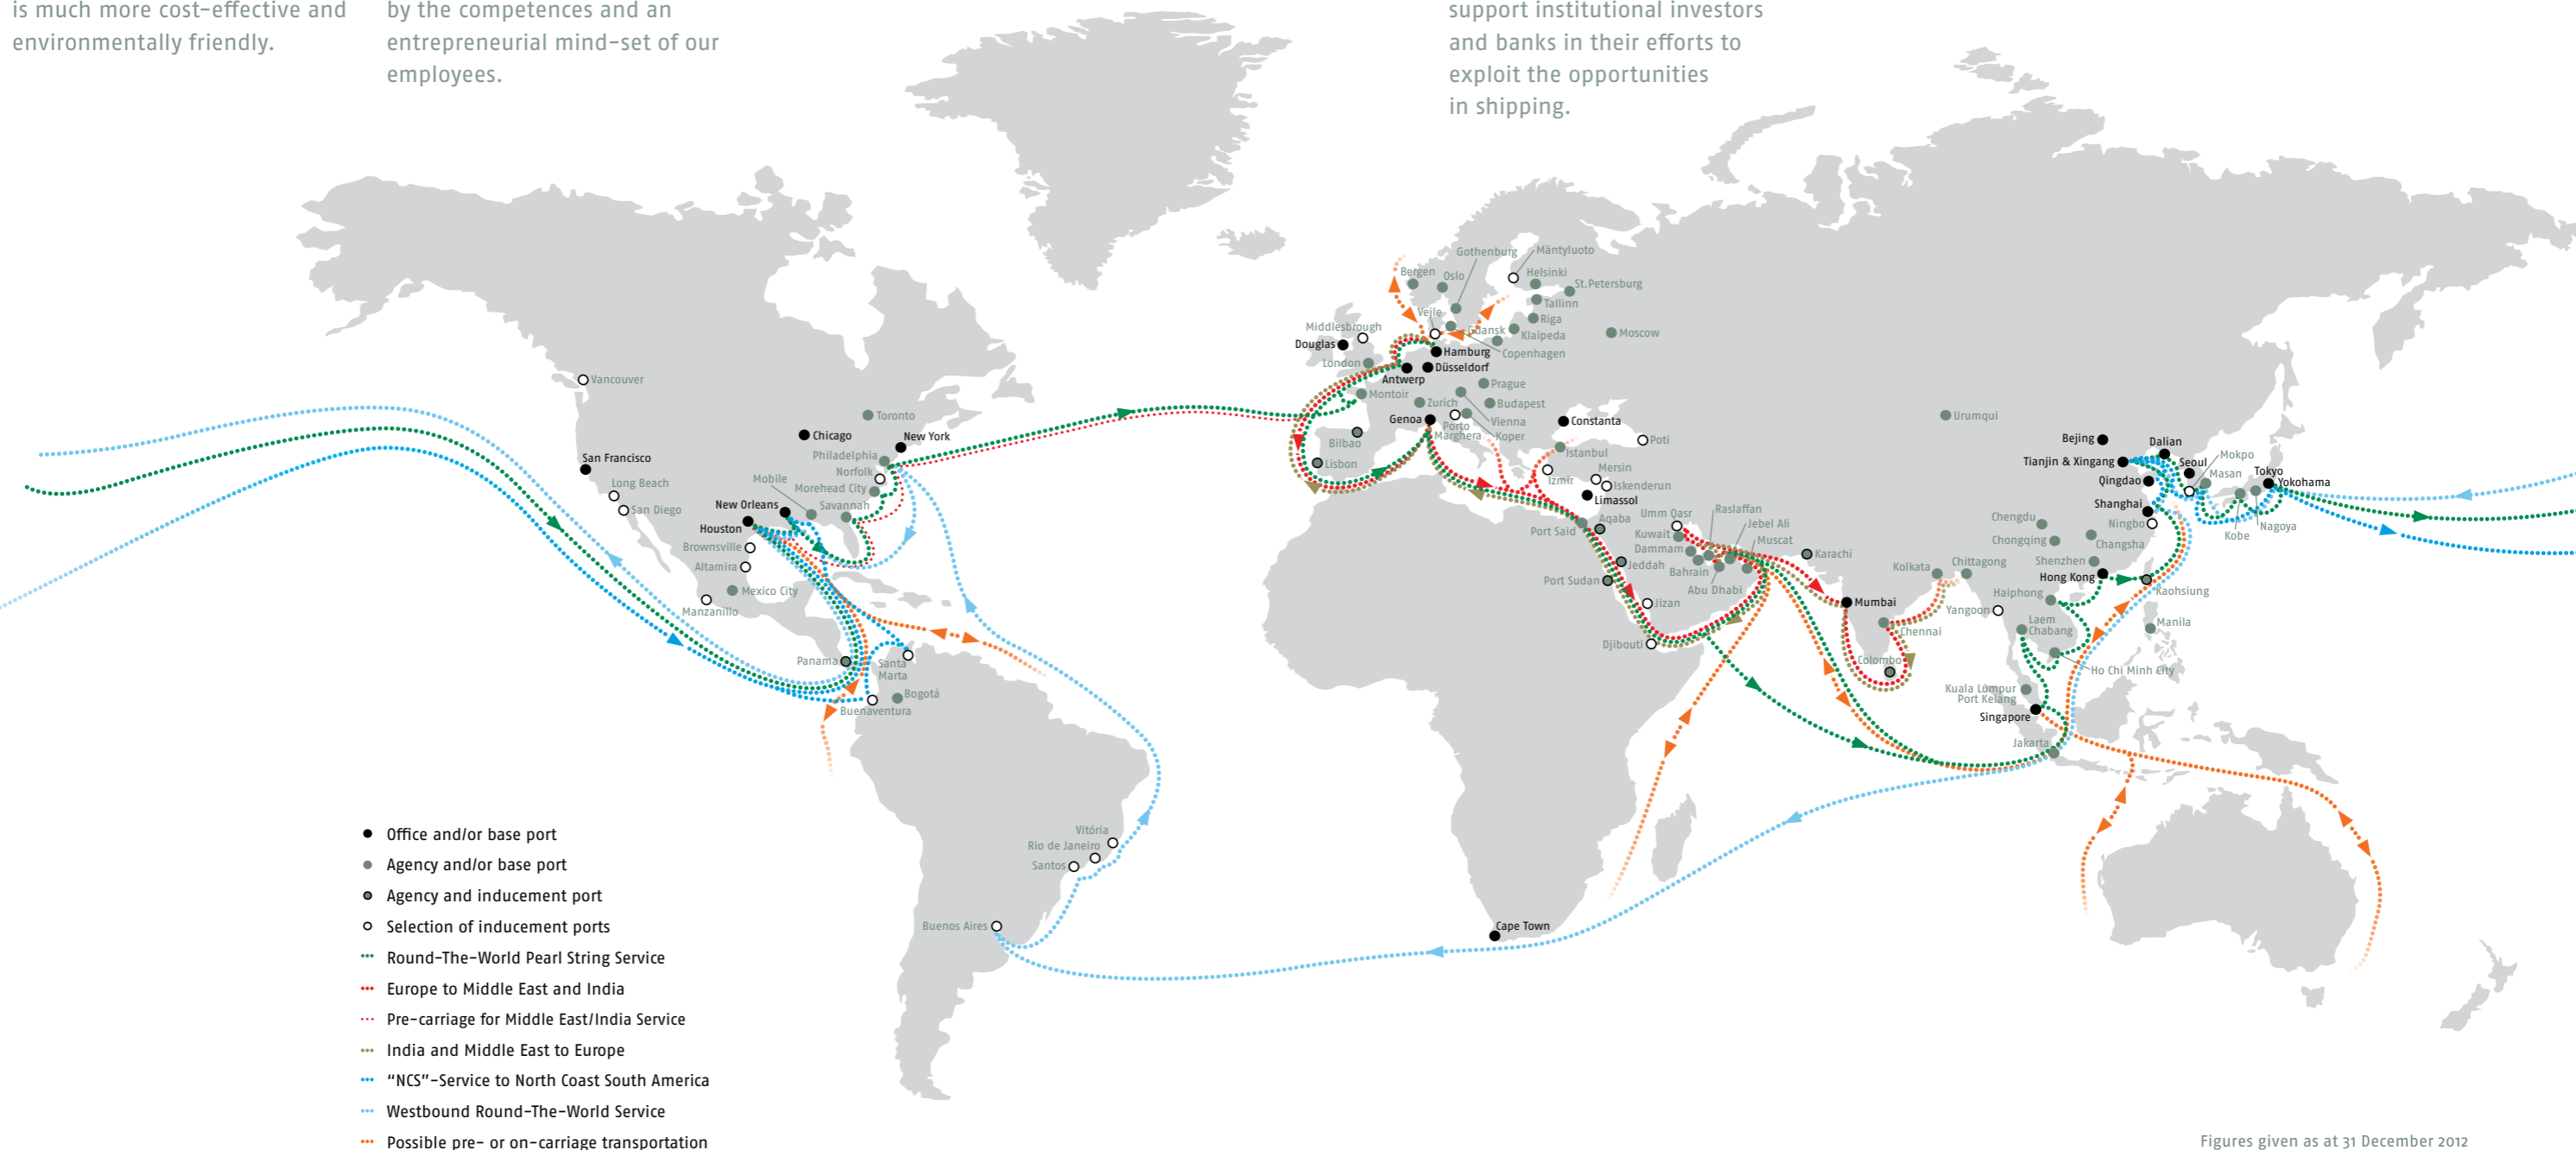 is much more cost-effective and
environmentally friendly.
by the competences and an
entrepreneurial mind-set of our
employees.
support institutional investors
and banks in their efforts to
exploit the opportunities
in shipping.
Vancouver
Toronto
Chicago
New York
Philadelphia
San Francisco
Norfolk
Long Beach
Mobile
Morehead City
San Diego
New Orleans
Savannah
Houston
Brownsville
Altamira
Mexico City
Manzanillo
Panama
Santa
Marta
Bogotá
Buenaventura
Vitória
Rio de Janeiro
Santos
Buenos Aires
Gothenburg
Mäntyluoto
Bergen
Oslo
Helsinki
St.Petersburg
Tallinn
Vejle
Riga
Middlesbrough
Gdansk
Klaipeda
Moscow
Douglas
Hamburg
Copenhagen
London
Düsseldorf
Antwerp
Prague
Montoir
Zurich
Budapest
Genoa
Vienna
Constanta
Porto
Marghera
Koper
Bilbao
Poti
Istanbul
Lisbon
Izmir
Mersin
Iskenderun
Limassol
Port Said
Aqaba
Umm Qasr
Raslaffan
Kuwait
Jebel Ali
Dammam
Muscat
Karachi
Jeddah
Bahrain
Port Sudan
Abu Dhabi
Jizan
Djibouti
Mumbai
Kolkata
Chittagong
Chennai
Colombo
Yangoon
Urumqi
Bejing
Dalian
Tianjin & Xingang
Seoul
Mokpo
Masan
Tokyo
Qingdao
Yokohama
Shanghai
Chengdu
Ningbo
Nagoya
Kobe
Chongqing
Changsha
Shenzhen
Hong Kong
Kaohsiung
Haiphong
Laem
Chabang
Manila
Ho Chi Minh City
Kuala Lumpur
Port Kelang
Singapore
Jakarta
Cape Town
Office and/or base port
Agency and/or base port
Agency and inducement port
Selection of inducement ports
Round-The-World Pearl String Service
Europe to Middle East and India
Pre-carriage for Middle East/India Service
India and Middle East to Europe
“NCS”-Service to North Coast South America
Westbound Round-The-World Service
Possible pre- or on-carriage transportation
Figures given as at 31 December 2012